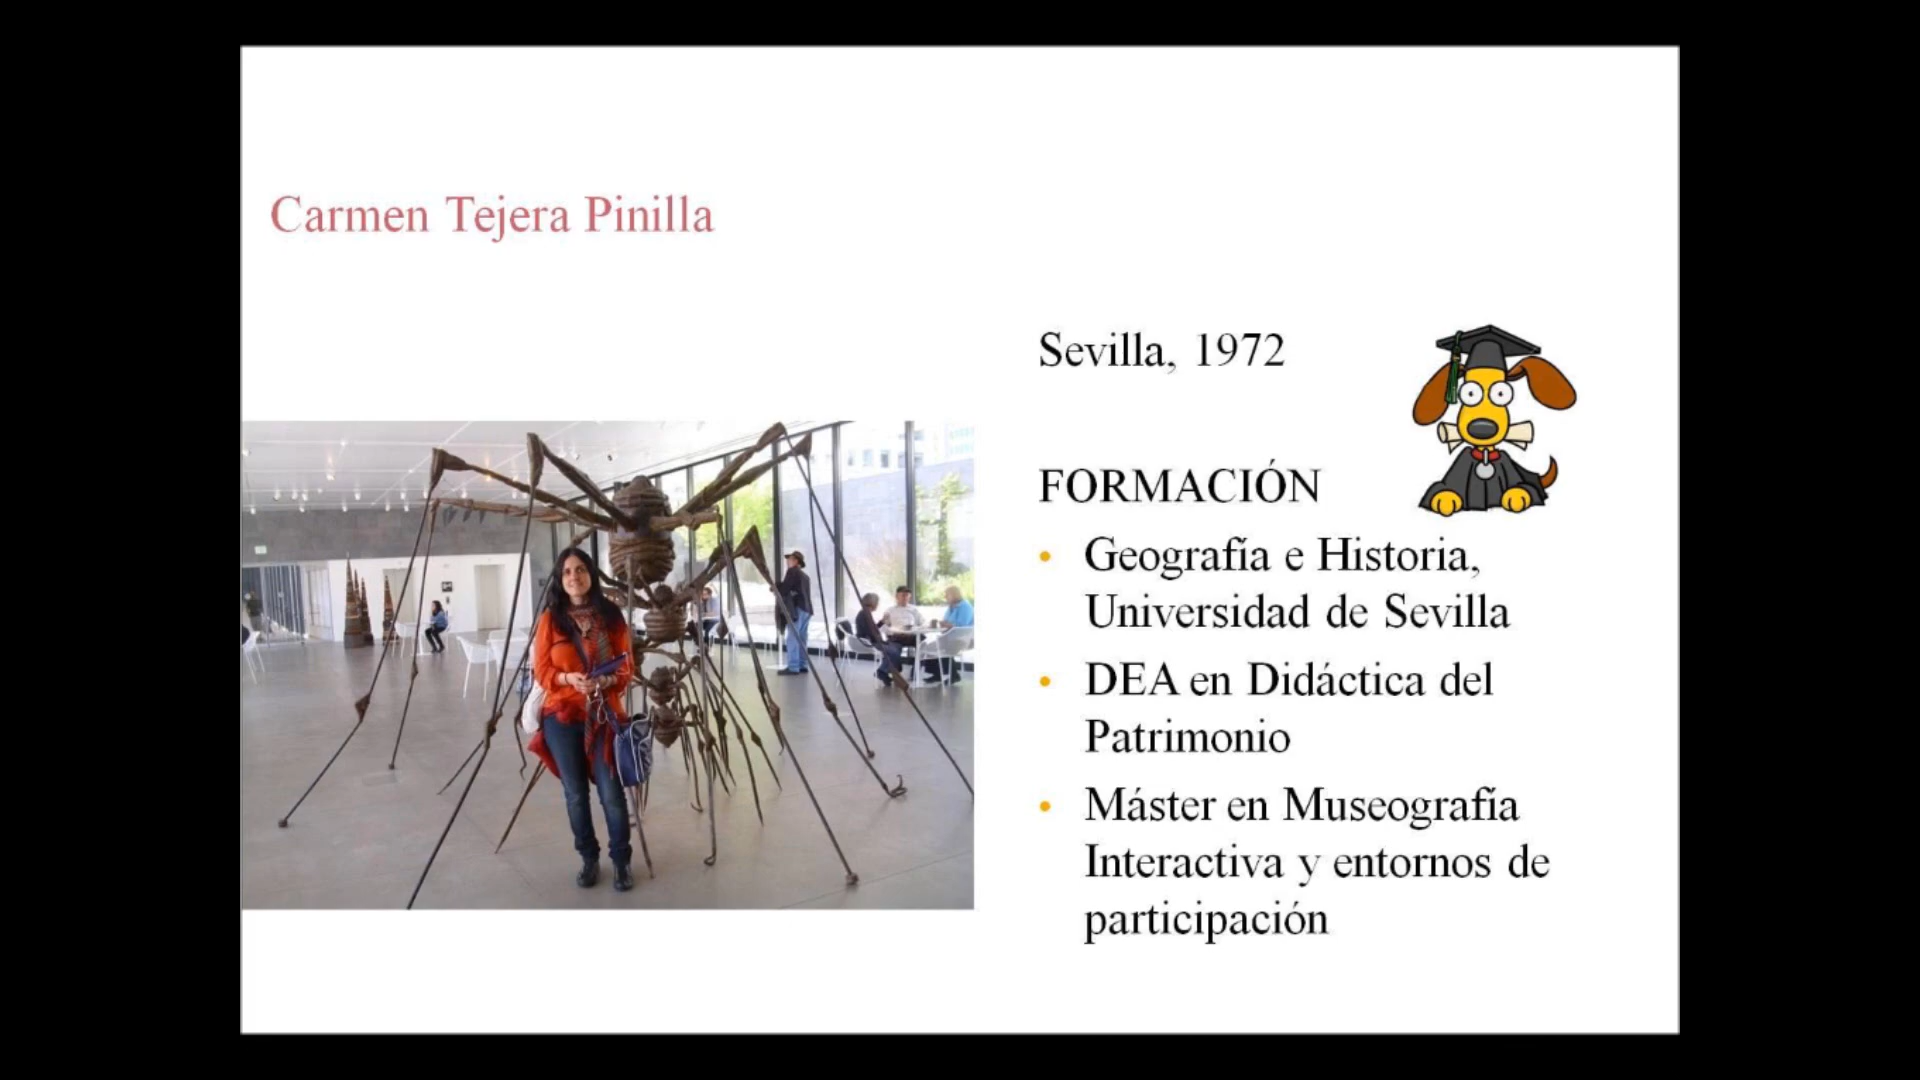 Carmen Tejera Pinilla
Sevilla, 1972
FORMACIÓN
• Geografía e Historia,
Universidad de Sevilla
• DEA en Didáctica del
Patrimonio
• Máster en Museografía
Interactiva y entornos de
participación